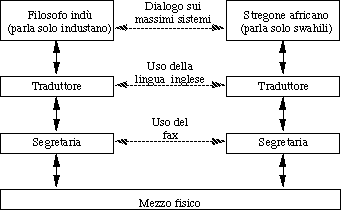 Filosofo indù
(parla solo industano)
Dialogo sui
massimi sistemi
Stregone africano
(parla solo swahili)
Traduttore
Uso della
lingua inglese
Traduttore
Segretaria
Uso del
fax
Segretaria
Mezzo fisico